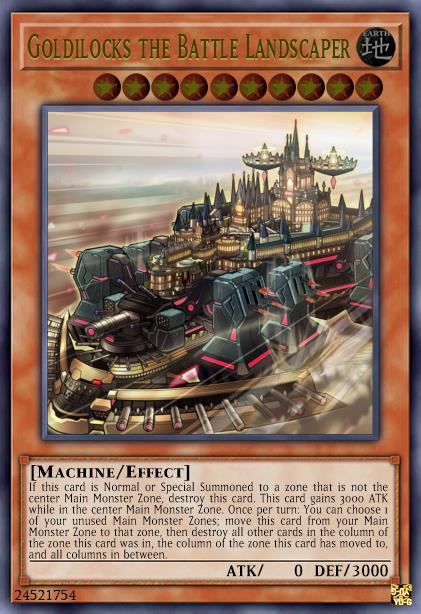 Goldilocks the Battle Landscaper
EARTH
地
[Machine/Effect]
If this card is Normal or Special Summoned to a zone that is not the
center Main Monster Zone, destroy this card. This card gains 3000 ATK
while in the center Main Monster Zone. Once per turn: You can choose 1
of your unused Main Monster Zones; move this card from your Main
Monster Zone to that zone, then destroy all other cards in the column of
the zone this card was in, the column of the zone this card has moved to,
and all columns in between.
ATK/ 0 DEF/3000
24521754